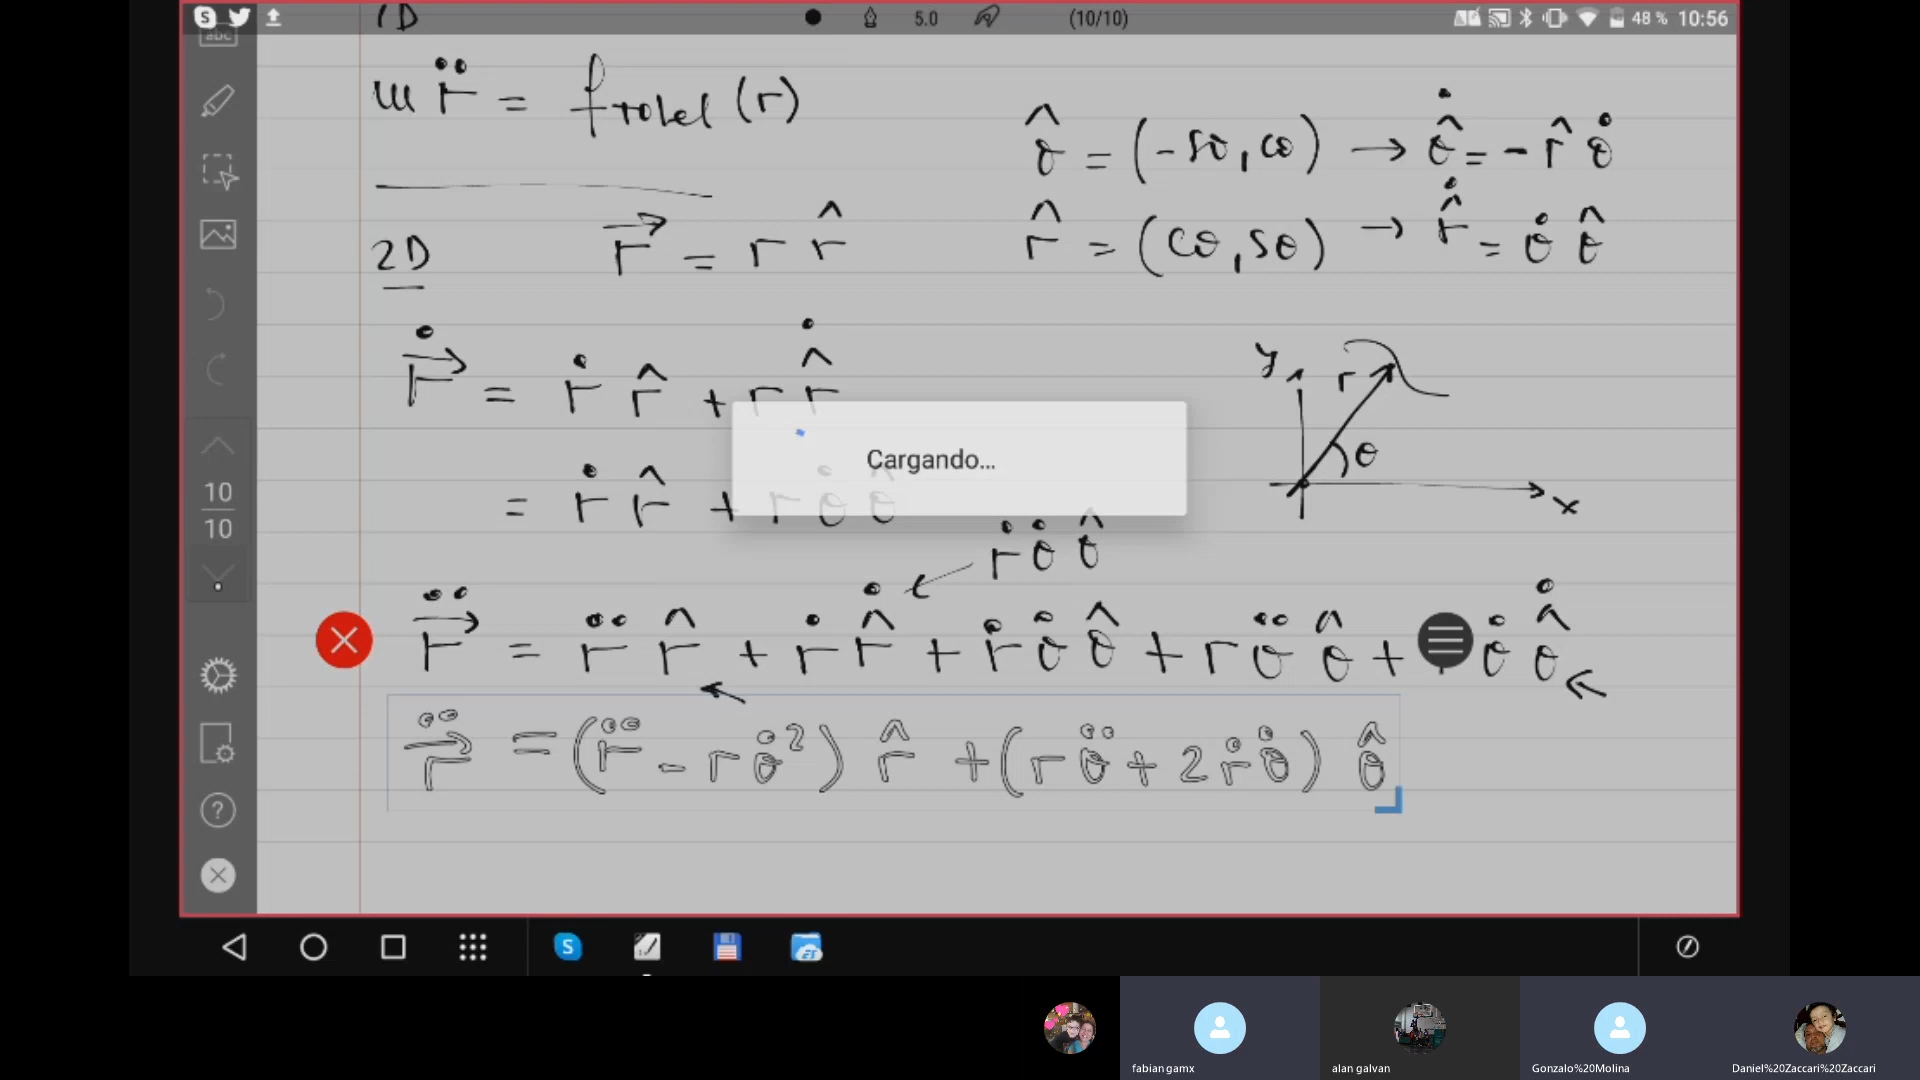 1D
5.0
(10/10)
48 % 10:56
abc
m r̈ = f_total (r)
θ̂ = (-sθ, cθ) → θ̂̇ = - r̂ θ̇
2D
r⃗ = r r̂
r̂ = (cθ, sθ) → r̂̇ = θ̇ θ̂
r⃗̇ = ṙ r̂ + r r̂̇
y
r
θ
x
Cargando...
= ṙ r̂ + r θ̇ θ̂
ṙ θ̇ θ̂
10
10
r⃗̈ = r̈ r̂ + ṙ r̂̇ + ṙ θ̇ θ̂ + r θ̈ θ̂ + θ̇ θ̂̇
r⃗̈ = (r̈ - r θ̇²) r̂ + (r θ̈ + 2 ṙ θ̇) θ̂
fabian gamx
alan galvan
Gonzalo%20Molina
Daniel%20Zaccari%20Zaccari